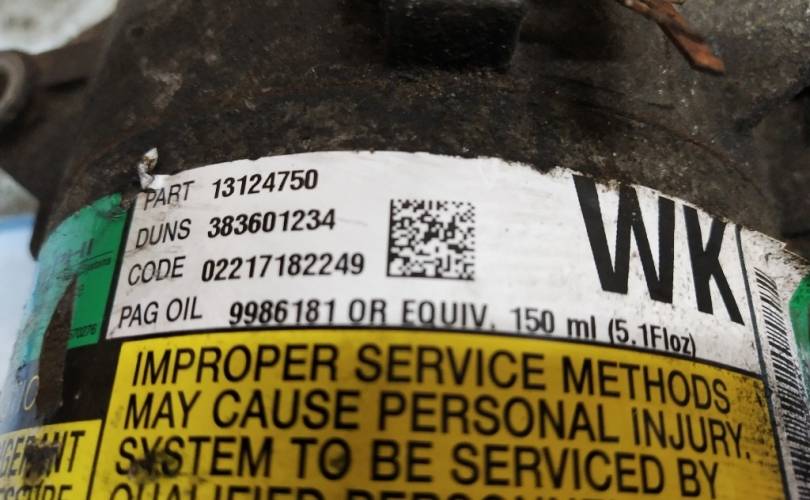 PART 13124750
DUNS 383601234
CODE 02217182249
PAG OIL 9986181 OR EQUIV. 150 ml (5.1Floz)
WK
IMPROPER SERVICE METHODS
MAY CAUSE PERSONAL INJURY.
SYSTEM TO BE SERVICED BY